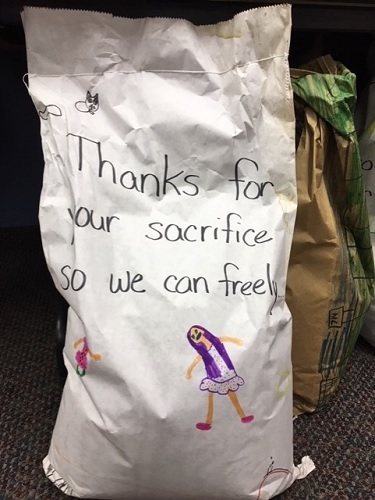 Thanks for
your sacrifice
so we can freely